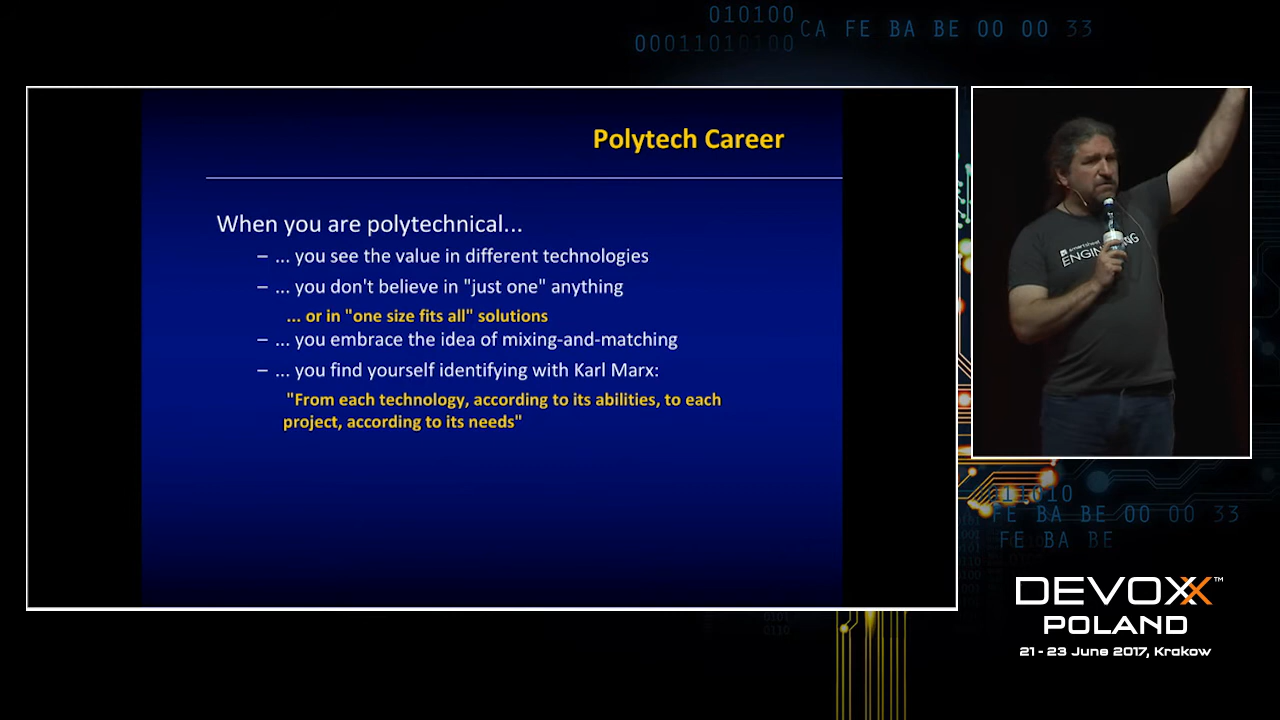 010100
00011010100
CA FE BA BE 00 00 33
Polytech Career
When you are polytechnical...
– ... you see the value in different technologies
– ... you don't believe in "just one" anything
... or in "one size fits all" solutions
– ... you embrace the idea of mixing-and-matching
– ... you find yourself identifying with Karl Marx:
"From each technology, according to its abilities, to each
project, according to its needs"
smartsheet
FE BA BE 00 00 33
FE BA BE
DEVOXX™
POLAND
21 - 23 June 2017, Krakow